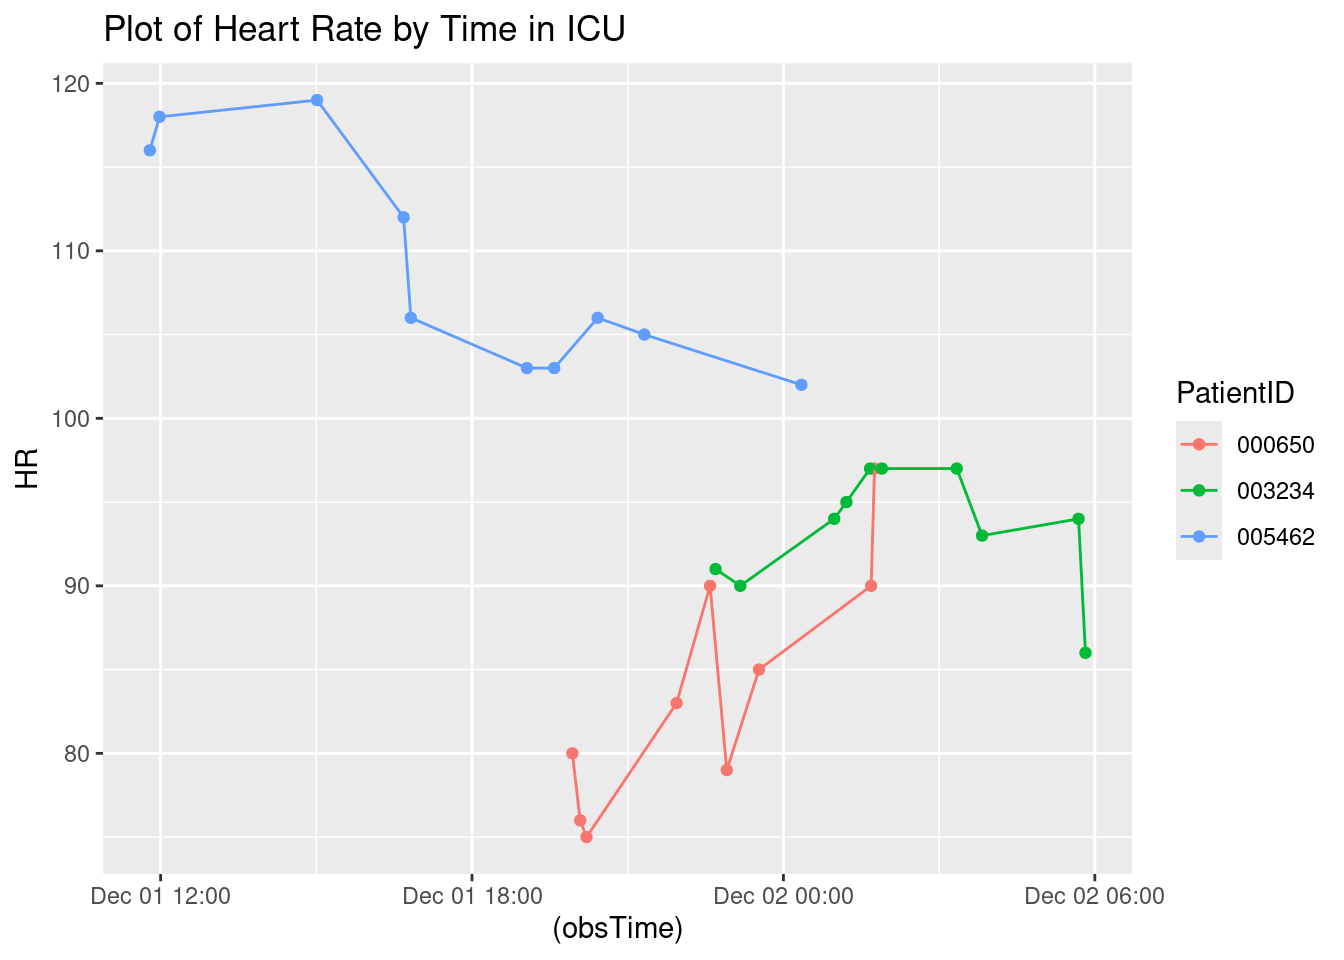 Plot of Heart Rate by Time in ICU
120
110
100
90
80
HR
Dec 01 12:00
Dec 01 18:00
Dec 02 00:00
Dec 02 06:00
(obsTime)
PatientID
000650
003234
005462